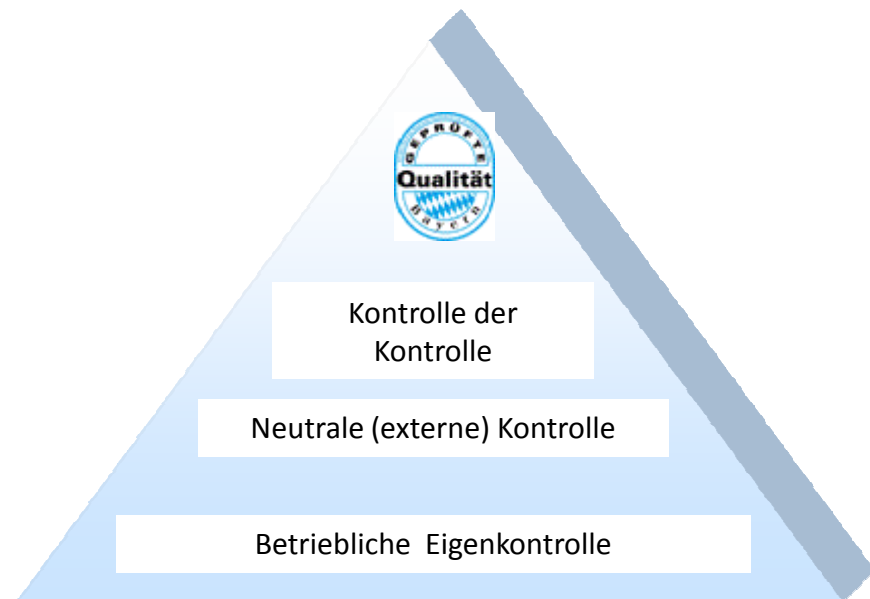 GEPRÜFTE
Qualität
Bayern
Kontrolle der
Kontrolle
Neutrale (externe) Kontrolle
Betriebliche Eigenkontrolle